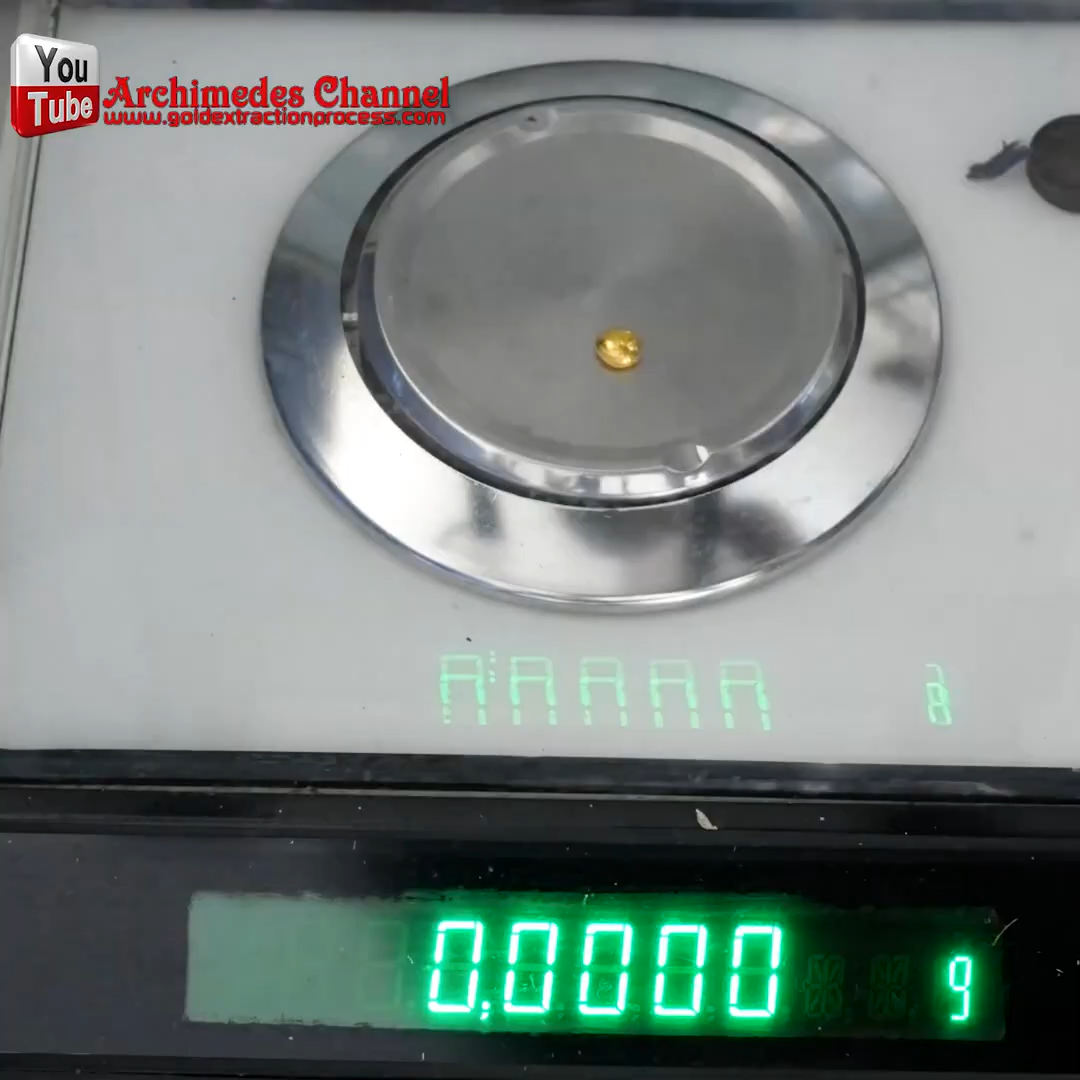 You
Tube
Archimedes Channel
www.goldextractionprocess.com
0.0000 g